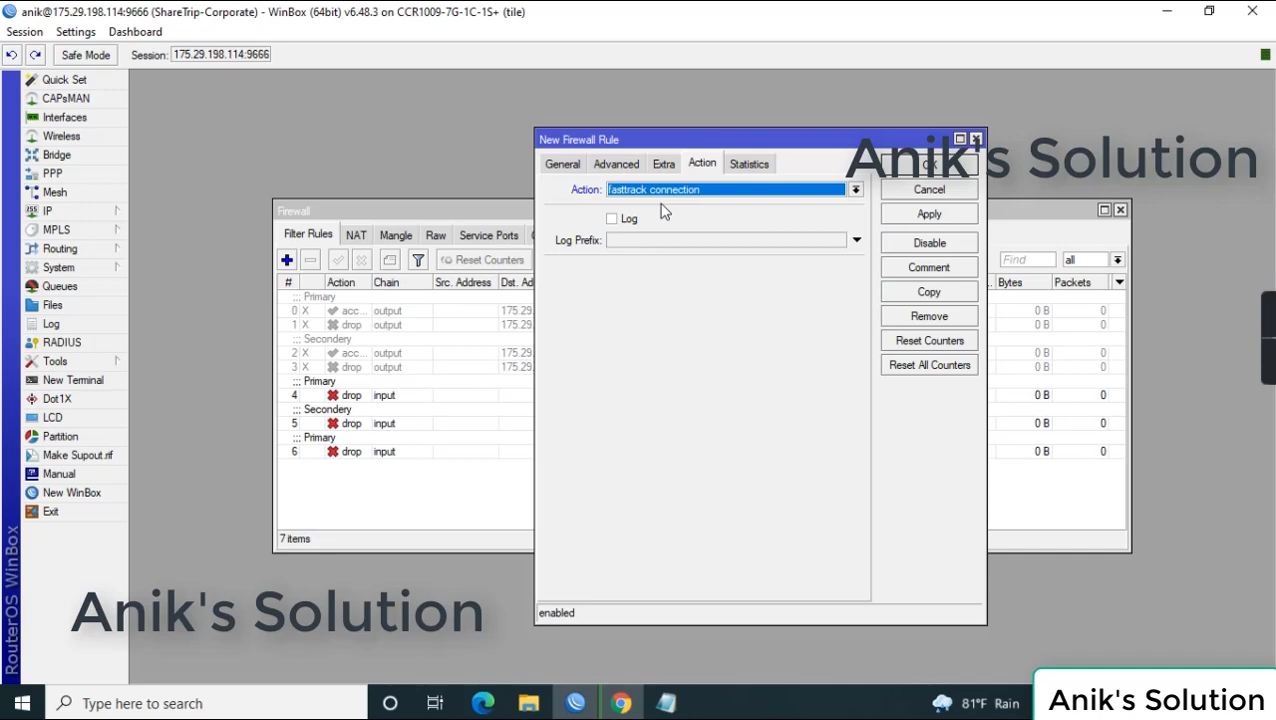 anik@175.29.198.114:9666 (ShareTrip-Corporate) - WinBox (64bit) v6.48.3 on CCR1009-7G-1C-1S+ (tile)
Session Settings Dashboard
Safe Mode Session: 175.29.198.114:9666
Quick Set
CAPsMAN
Interfaces
Wireless
Bridge
PPP
Mesh
IP
MPLS
Routing
System
Queues
Files
Log
RADIUS
Tools
New Terminal
Dot1X
LCD
Partition
Make Supout.rif
Manual
New WinBox
Exit
RouterOS WinBox
Firewall
Filter Rules NAT Mangle Raw Service Ports
Reset Counters Find all
# Action Chain Src. Address Dst. Ad Bytes Packets
;;; Primary
0 X acc... output 175.29. 0 B 0
1 X drop output 175.29. 0 B 0
;;; Secondery
2 X acc... output 175.29. 0 B 0
3 X drop output 175.29. 0 B 0
;;; Primary
4 drop input 0 B 0
;;; Secondery
5 drop input 0 B 0
;;; Primary
6 drop input 0 B 0
7 items
New Firewall Rule
General Advanced Extra Action Statistics
Action: fasttrack connection
Log
Log Prefix:
OK
Cancel
Apply
Disable
Comment
Copy
Remove
Reset Counters
Reset All Counters
enabled
Anik's Solution
Anik's Solution
Type here to search
81°F Rain
Anik's Solution